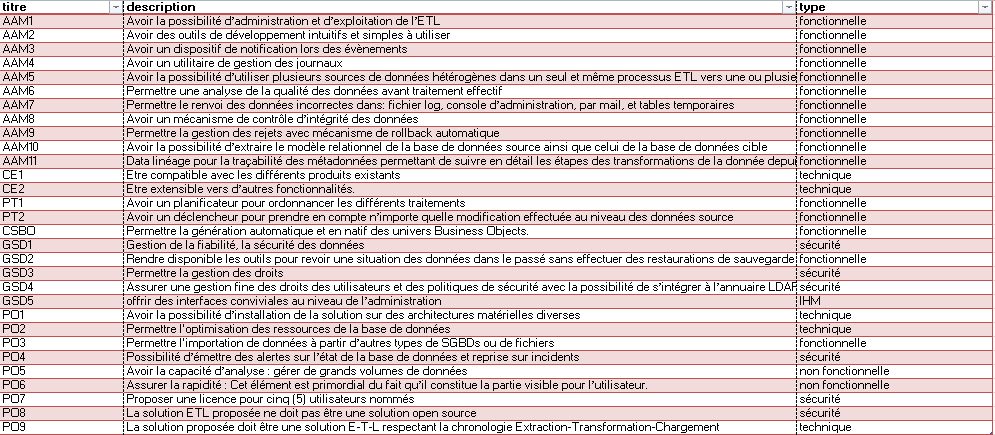 titre description type
AAM1 Avoir la possibilité d'administration et d'exploitation de l'ETL fonctionnelle
AAM2 Avoir des outils de développement intuitifs et simples à utiliser fonctionnelle
AAM3 Avoir un dispositif de notification lors des évènements fonctionnelle
AAM4 Avoir un utilitaire de gestion des journaux fonctionnelle
AAM5 Avoir la possibilité d'utiliser plusieurs sources de données hétérogènes dans un seul et même processus ETL vers une ou plusie fonctionnelle
AAM6 Permettre une analyse de la qualité des données avant traitement effectif fonctionnelle
AAM7 Permettre le renvoi des données incorrectes dans: fichier log, console d'administration, par mail, et tables temporaires fonctionnelle
AAM8 Avoir un mécanisme de contrôle d'intégrité des données fonctionnelle
AAM9 Permettre la gestion des rejets avec mécanisme de rollback automatique fonctionnelle
AAM10 Avoir la possibilité d'extraire le modèle relationnel de la base de données source ainsi que celui de la base de données cible fonctionnelle
AAM11 Data linéage pour la traçabilité des métadonnées permettant de suivre en détail les étapes des transformations de la donnée depu fonctionnelle
CE1 Etre compatible avec les différents produits existants technique
CE2 Etre extensible vers d'autres fonctionnalités. technique
PT1 Avoir un planificateur pour ordonnancer les différents traitements fonctionnelle
PT2 Avoir un déclencheur pour prendre en compte n'importe quelle modification effectuée au niveau des données source fonctionnelle
CSBO Permettre la génération automatique et en natif des univers Business Objects. fonctionnelle
GSD1 Gestion de la fiabilité, la sécurité des données sécurité
GSD2 Rendre disponible les outils pour revoir une situation des données dans le passé sans effectuer des restaurations de sauvegarde fonctionnelle
GSD3 Permettre la gestion des droits sécurité
GSD4 Assurer une gestion fine des droits des utilisateurs et des politiques de sécurité avec la possibilité de s'intégrer à l'annuaire LDAP sécurité
GSD5 offrir des interfaces conviviales au niveau de l'administration IHM
PO1 Avoir la possibilité d'installation de la solution sur des architectures matérielles diverses technique
PO2 Permettre l'optimisation des ressources de la base de données technique
PO3 Permettre l'importation de données à partir d'autres types de SGBDs ou de fichiers fonctionnelle
PO4 Possibilité d'émettre des alertes sur l'état de la base de données et reprise sur incidents sécurité
PO5 Avoir la capacité d'analyse : gérer de grands volumes de données non fonctionnelle
PO6 Assurer la rapidité : Cet élément est primordial du fait qu'il constitue la partie visible pour l'utilisateur. non fonctionnelle
PO7 Proposer une licence pour cinq (5) utilisateurs nommés sécurité
PO8 La solution ETL proposée ne doit pas être une solution open source sécurité
PO9 La solution proposée doit être une solution E-T-L respectant la chronologie Extraction-Transformation-Chargement technique